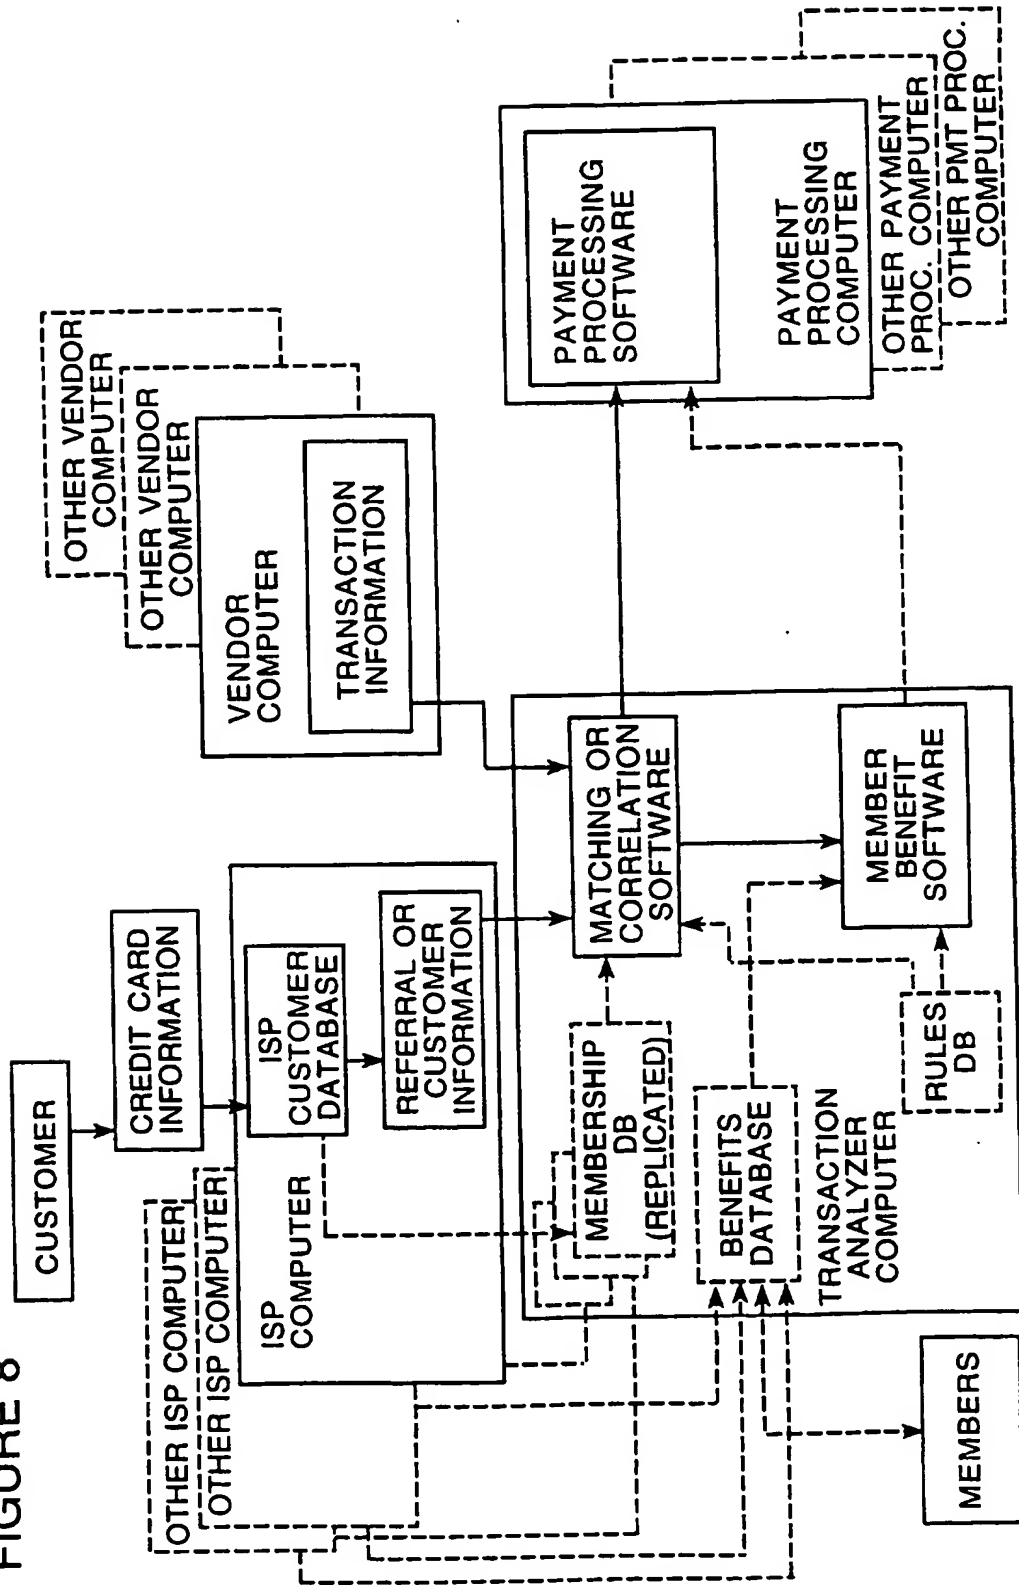 FIGURE 8
CUSTOMER
CREDIT CARD
INFORMATION
OTHER ISP COMPUTER
OTHER ISP COMPUTER
ISP
COMPUTER
ISP
CUSTOMER
DATABASE
REFERRAL OR
CUSTOMER
INFORMATION
OTHER VENDOR
COMPUTER
OTHER VENDOR
COMPUTER
VENDOR
COMPUTER
TRANSACTION
INFORMATION
MEMBERSHIP
DB
(REPLICATED)
MATCHING OR
CORRELATION
SOFTWARE
BENEFITS
DATABASE
TRANSACTION
ANALYZER
COMPUTER
RULES
DB
MEMBER
BENEFIT
SOFTWARE
MEMBERS
PAYMENT
PROCESSING
SOFTWARE
PAYMENT
PROCESSING
COMPUTER
OTHER PAYMENT
PROC. COMPUTER
OTHER PMT PROC.
COMPUTER